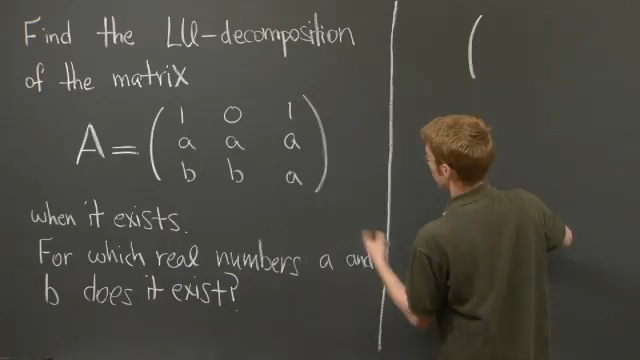 Find the LU-decomposition
of the matrix
A = ( 1 0 1
a a a
b b a )
when it exists.
For which real numbers a and
b does it exist?
(